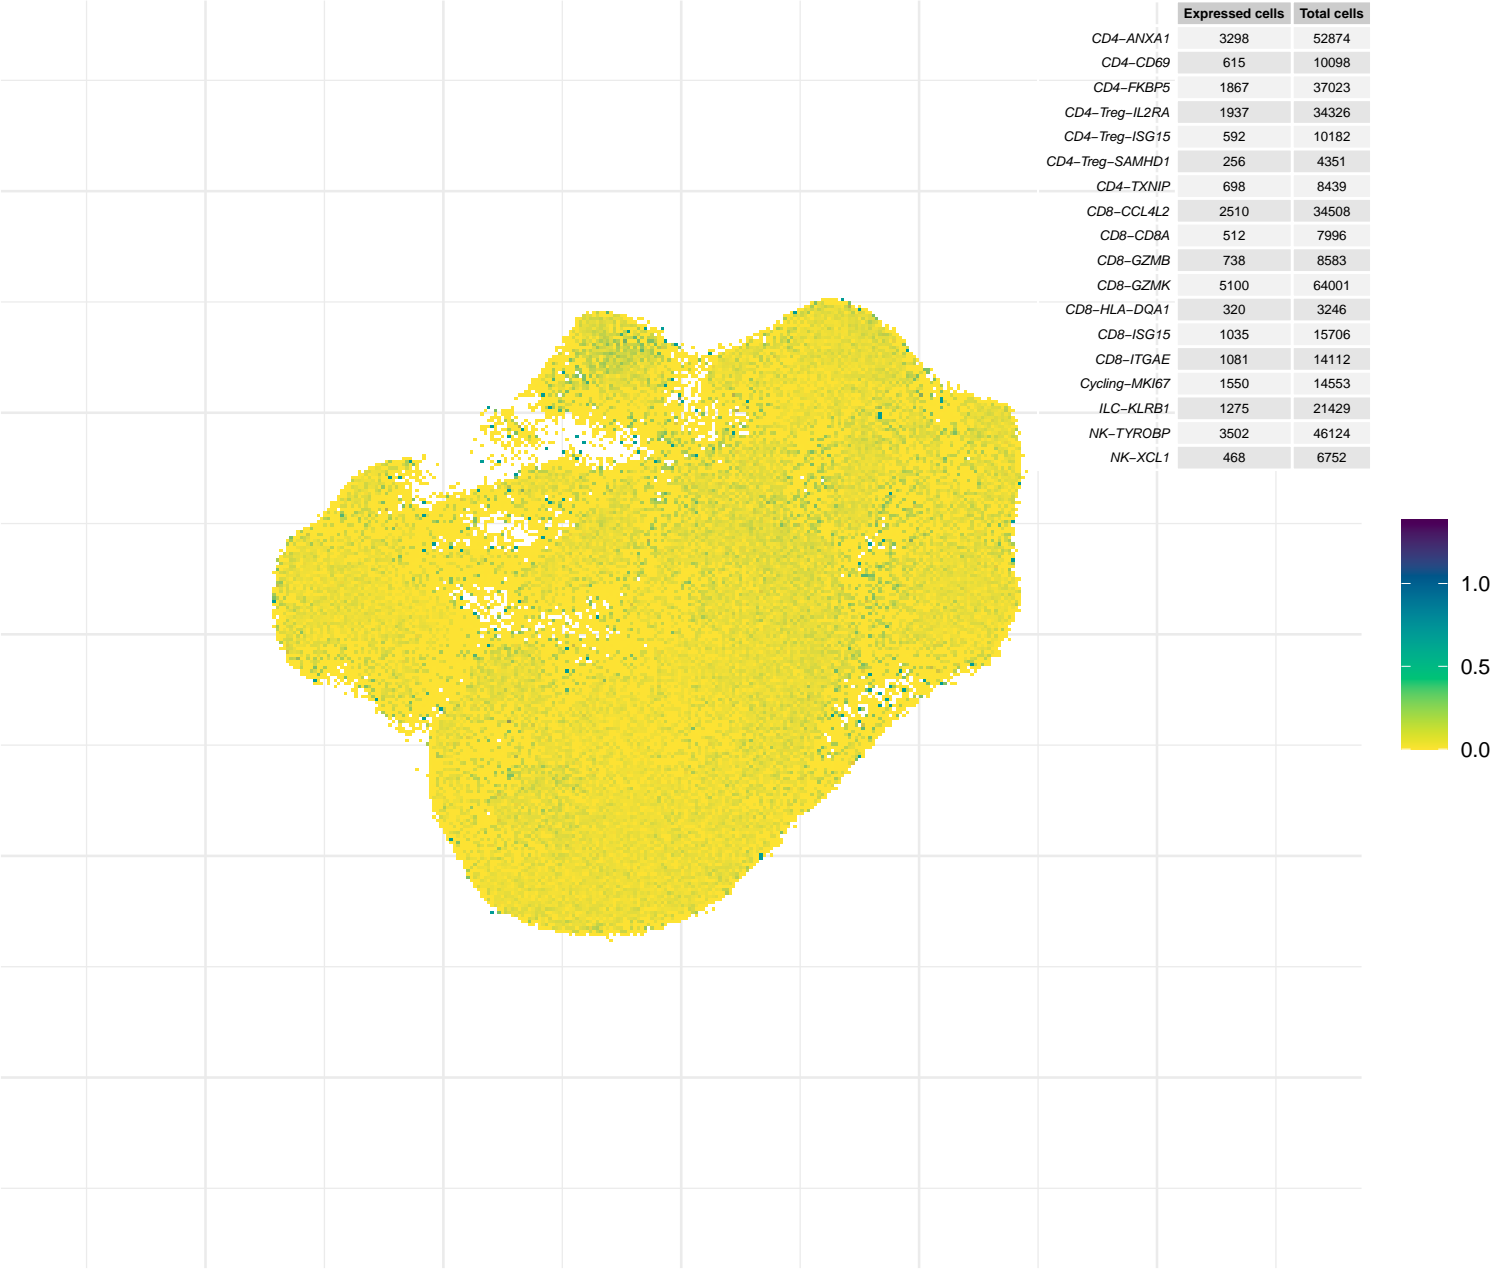 Expressed cells Total cells
CD4−ANXA1 3298 52874
CD4−CD69 615 10098
CD4−FKBP5 1867 37023
CD4−Treg−IL2RA 1937 34326
CD4−Treg−ISG15 592 10182
CD4−Treg−SAMHD1 256 4351
CD4−TXNIP 698 8439
CD8−CCL4L2 2510 34508
CD8−CD8A 512 7996
CD8−GZMB 738 8583
CD8−GZMK 5100 64001
CD8−HLA−DQA1 320 3246
CD8−ISG15 1035 15706
CD8−ITGAE 1081 14112
Cycling−MKI67 1550 14553
ILC−KLRB1 1275 21429
NK−TYROBP 3502 46124
NK−XCL1 468 6752
1.0
0.5
0.0